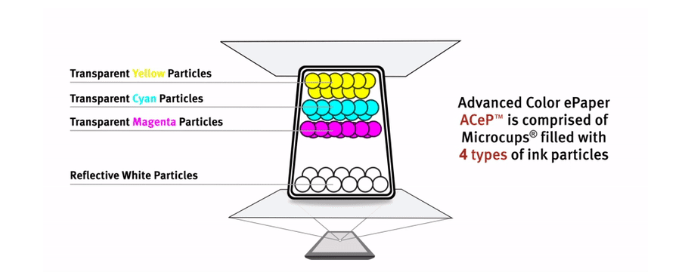 Transparent Yellow Particles
Transparent Cyan Particles
Transparent Magenta Particles
Reflective White Particles
Advanced Color ePaper
ACeP™ is comprised of
Microcups® filled with
4 types of ink particles